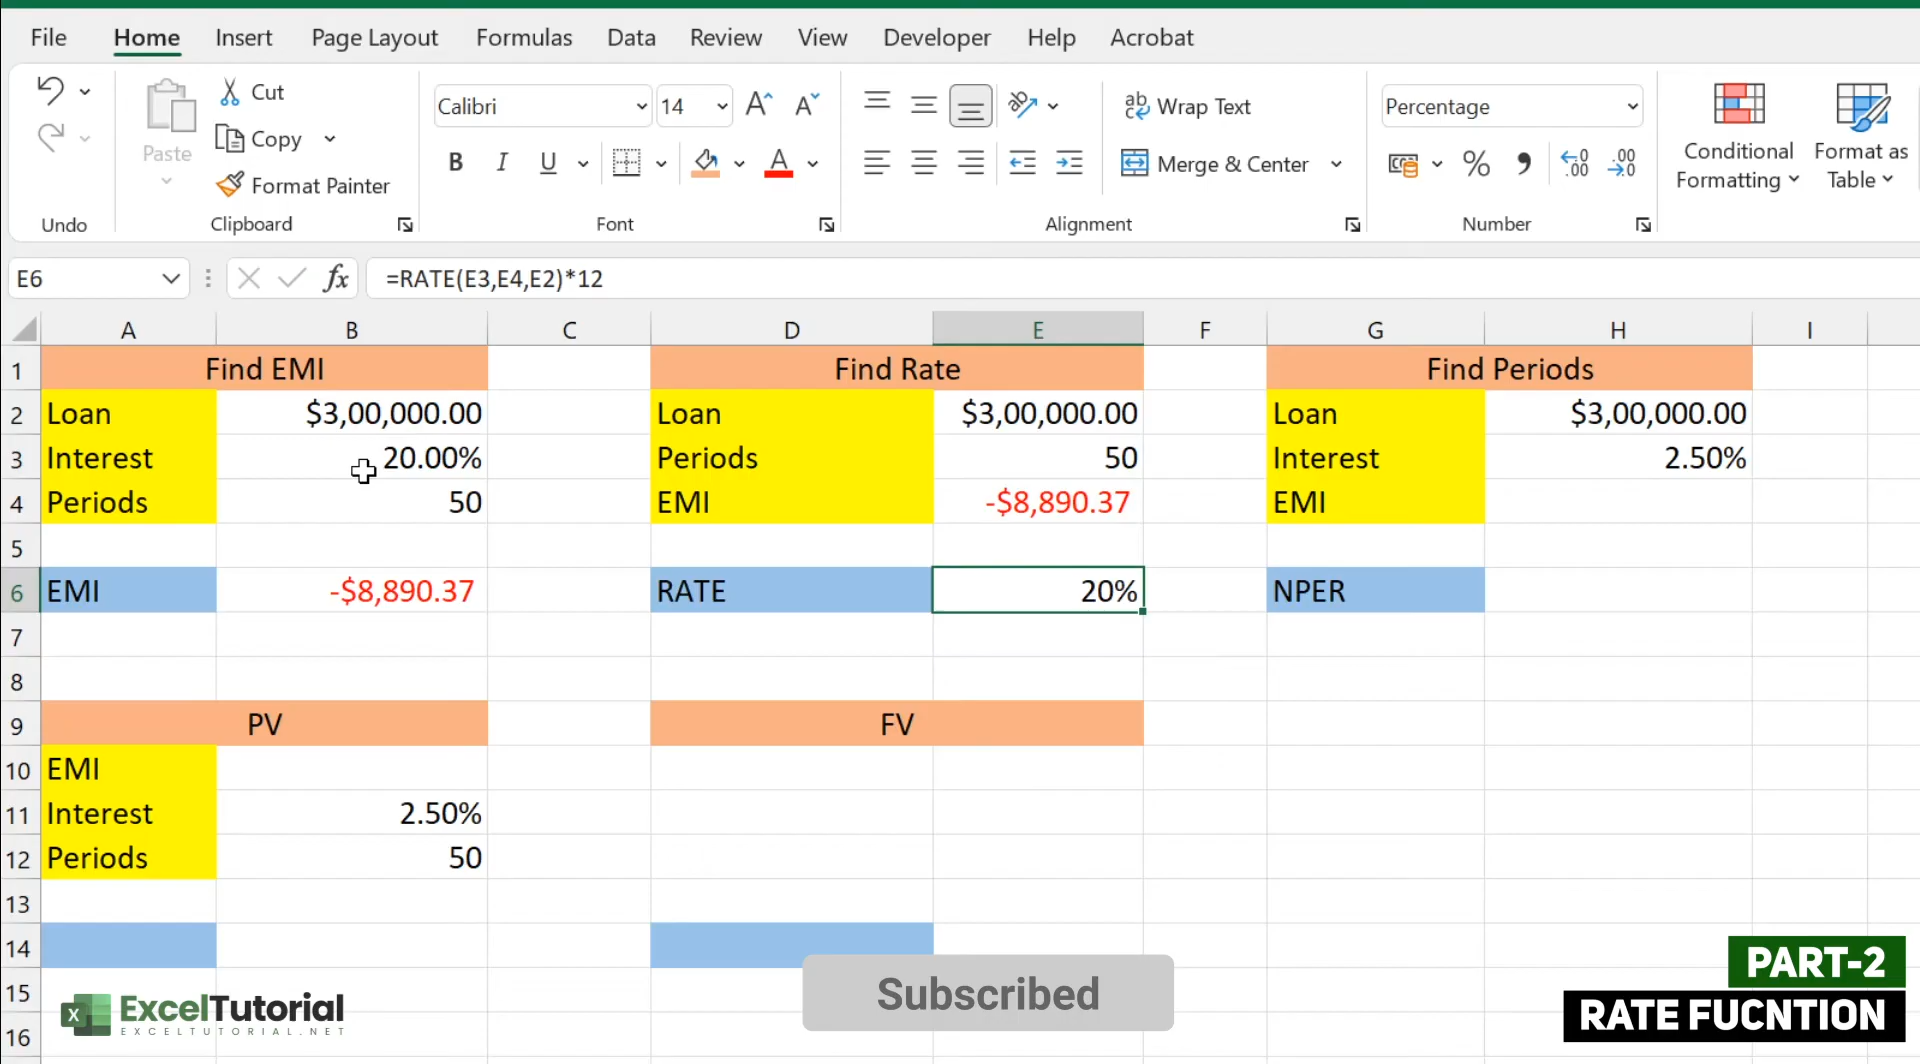 File Home Insert Page Layout Formulas Data Review View Developer Help Acrobat
Paste
Cut
Copy
Format Painter
Calibri 14
B I U
Wrap Text
Merge & Center
Percentage
Conditional Formatting
Format as Table
Undo Clipboard Font Alignment Number
E6 fx =RATE(E3,E4,E2)*12
A B C D E F G H I
1 Find EMI Find Rate Find Periods
2 Loan $3,00,000.00 Loan $3,00,000.00 Loan $3,00,000.00
3 Interest 20.00% Periods 50 Interest 2.50%
4 Periods 50 EMI -$8,890.37 EMI
5
6 EMI -$8,890.37 RATE 20% NPER
7
8
9 PV FV
10 EMI
11 Interest 2.50%
12 Periods 50
13
14
15
16
ExcelTutorial
EXCELTUTORIAL.NET
Subscribed
PART-2
RATE FUCNTION